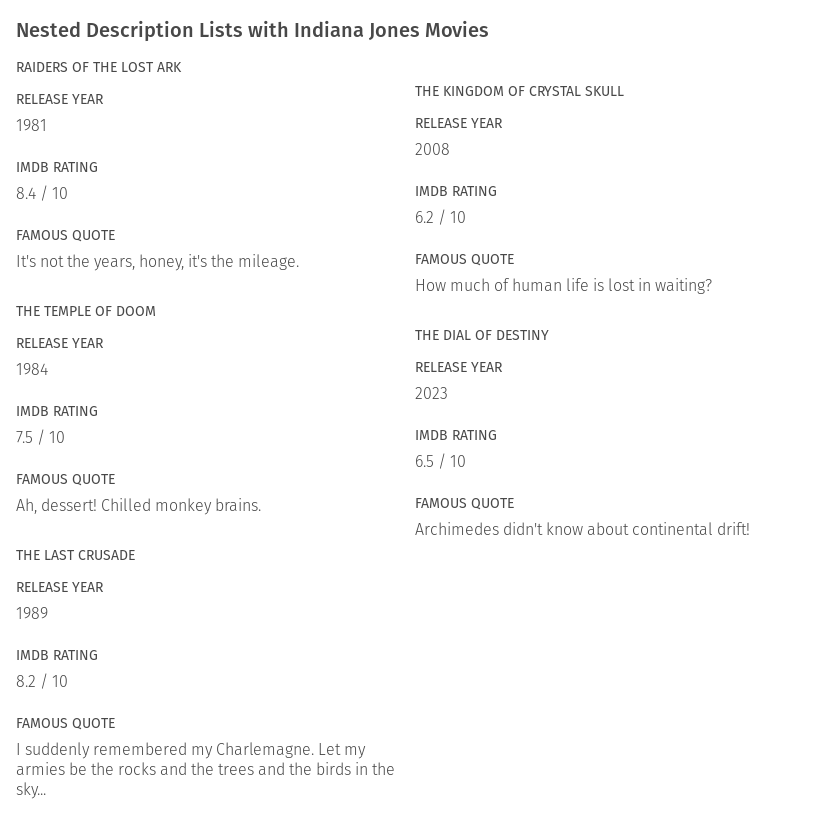 Nested Description Lists with Indiana Jones Movies
RAIDERS OF THE LOST ARK
RELEASE YEAR
1981
IMDB RATING
8.4 / 10
FAMOUS QUOTE
It's not the years, honey, it's the mileage.
THE TEMPLE OF DOOM
RELEASE YEAR
1984
IMDB RATING
7.5 / 10
FAMOUS QUOTE
Ah, dessert! Chilled monkey brains.
THE LAST CRUSADE
RELEASE YEAR
1989
IMDB RATING
8.2 / 10
FAMOUS QUOTE
I suddenly remembered my Charlemagne. Let my
armies be the rocks and the trees and the birds in the
sky...
THE KINGDOM OF CRYSTAL SKULL
RELEASE YEAR
2008
IMDB RATING
6.2 / 10
FAMOUS QUOTE
How much of human life is lost in waiting?
THE DIAL OF DESTINY
RELEASE YEAR
2023
IMDB RATING
6.5 / 10
FAMOUS QUOTE
Archimedes didn't know about continental drift!